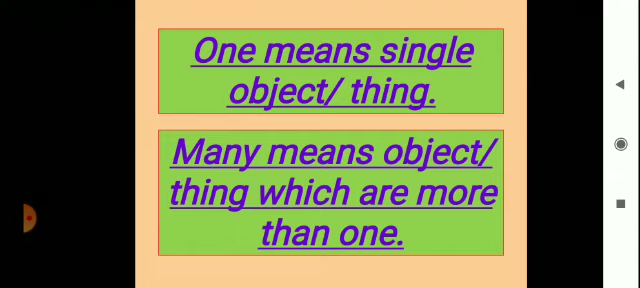 One means single
object/ thing.
Many means object/
thing which are more
than one.